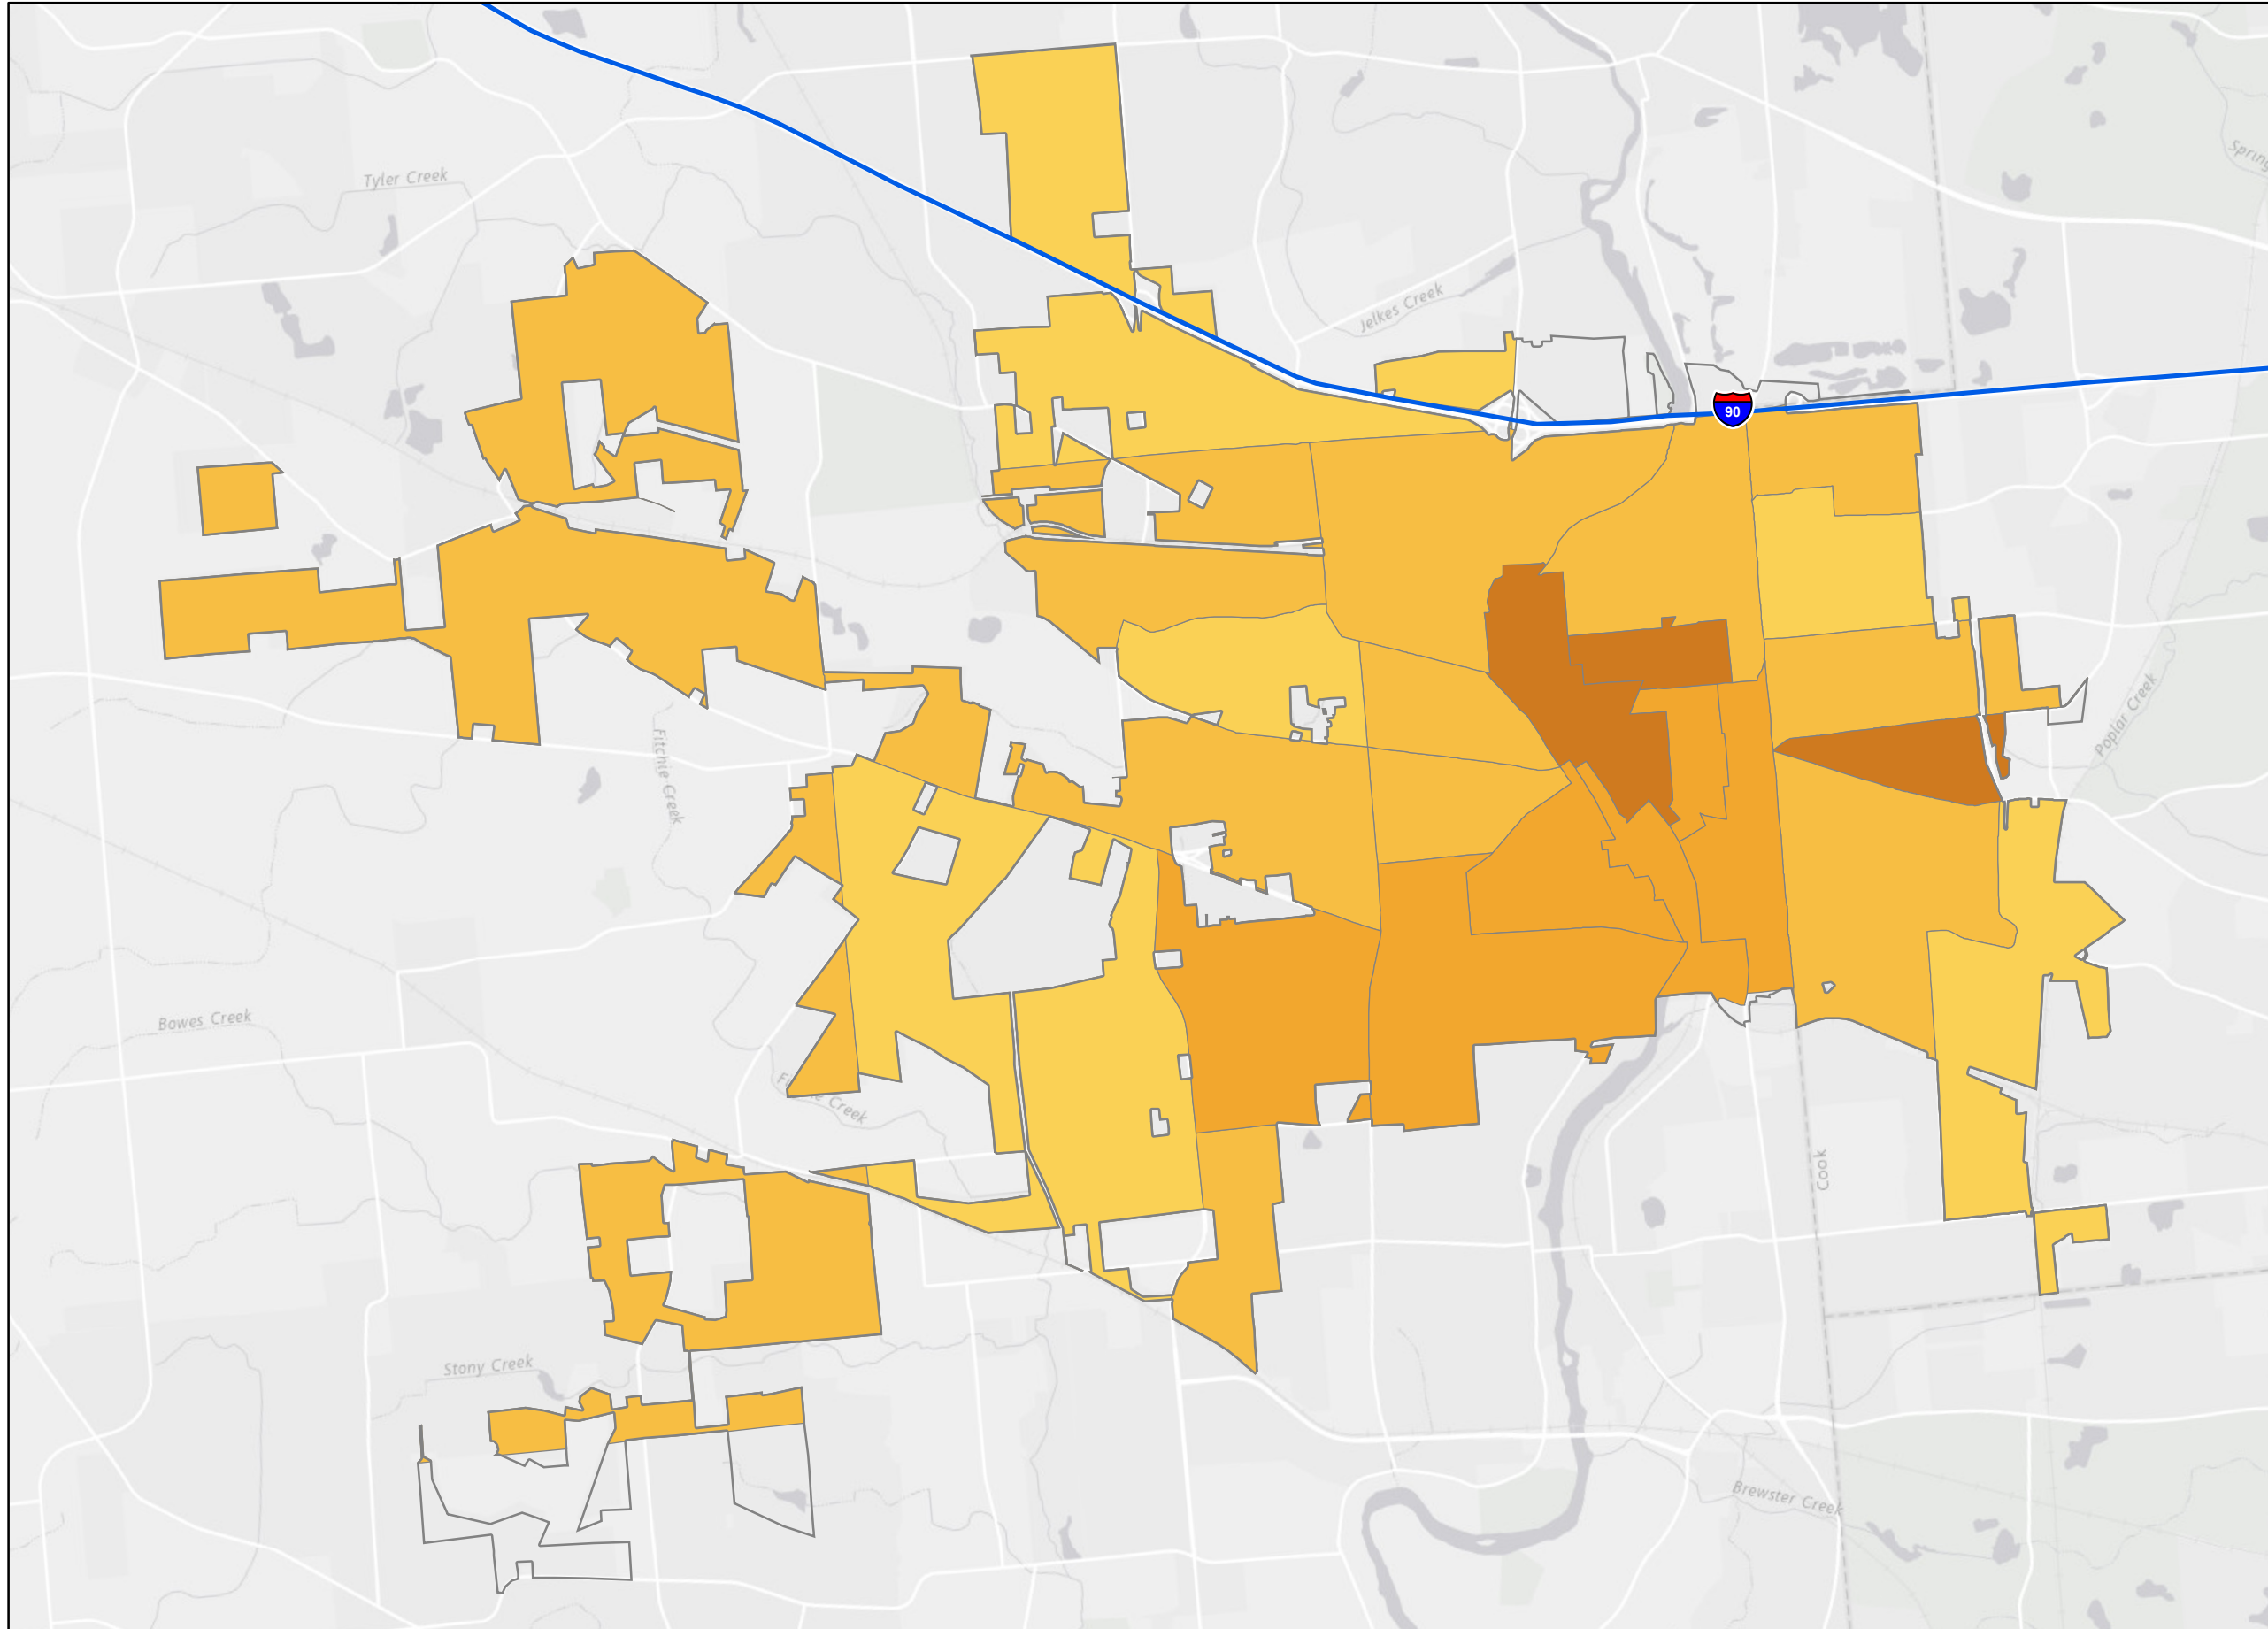 Tyler Creek
Spring
Jelkes Creek
90
Poplar Creek
Fitchie Creek
Bowes Creek
Creek
Cook
Stony Creek
Brewster Creek